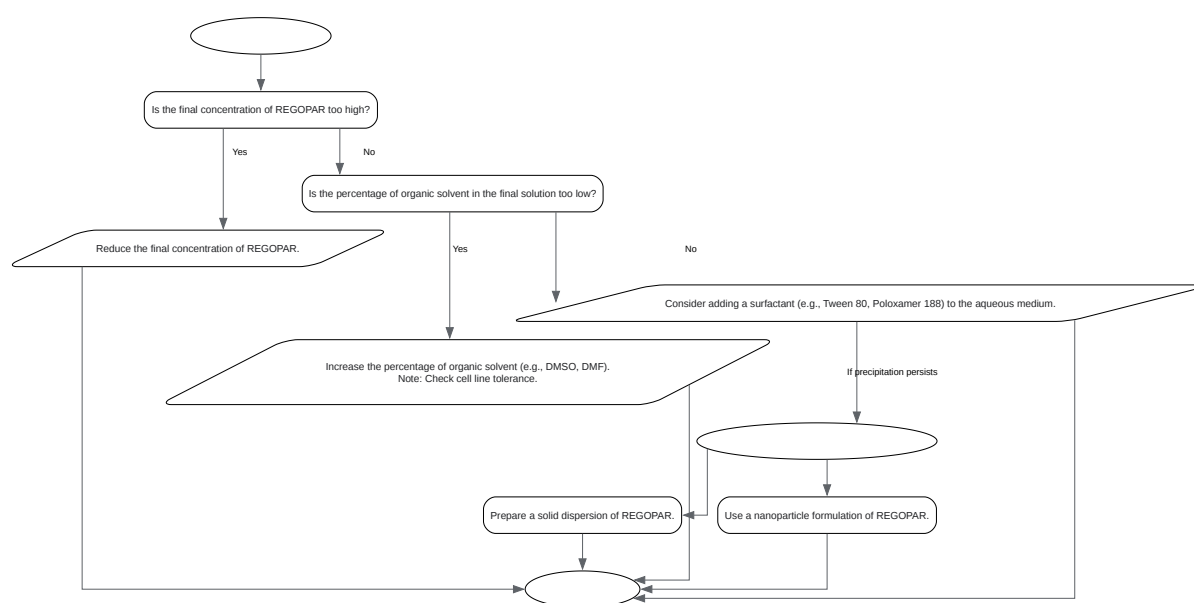 Is the final concentration of REGOPAR too high?
Yes
No
Is the percentage of organic solvent in the final solution too low?
Reduce the final concentration of REGOPAR.
Yes
No
Consider adding a surfactant (e.g., Tween 80, Poloxamer 188) to the aqueous medium.
Increase the percentage of organic solvent (e.g., DMSO, DMF).
Note: Check cell line tolerance.
If precipitation persists
Prepare a solid dispersion of REGOPAR.
Use a nanoparticle formulation of REGOPAR.